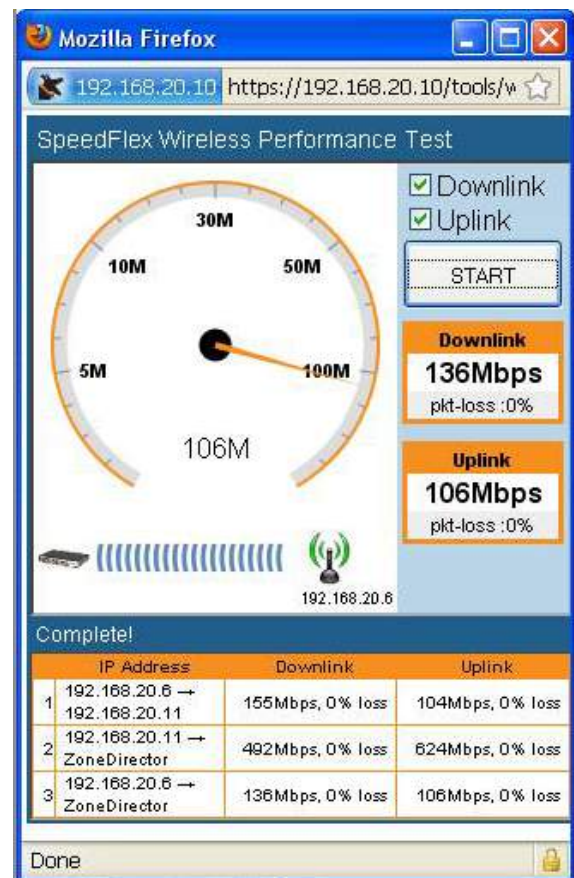 Mozilla Firefox
192.168.20.10 https://192.168.20.10/tools/w
SpeedFlex Wireless Performance Test
Downlink
Uplink
START
30M
10M
50M
5M
100M
106M
192.168.20.6
Downlink
136Mbps
pkt-loss :0%
Uplink
106Mbps
pkt-loss :0%
Complete!
IP Address Downlink Uplink
1 192.168.20.6 → 192.168.20.11 155Mbps, 0% loss 104Mbps, 0% loss
2 192.168.20.11 → ZoneDirector 492Mbps, 0% loss 624Mbps, 0% loss
3 192.168.20.6 → ZoneDirector 136Mbps, 0% loss 106Mbps, 0% loss
Done